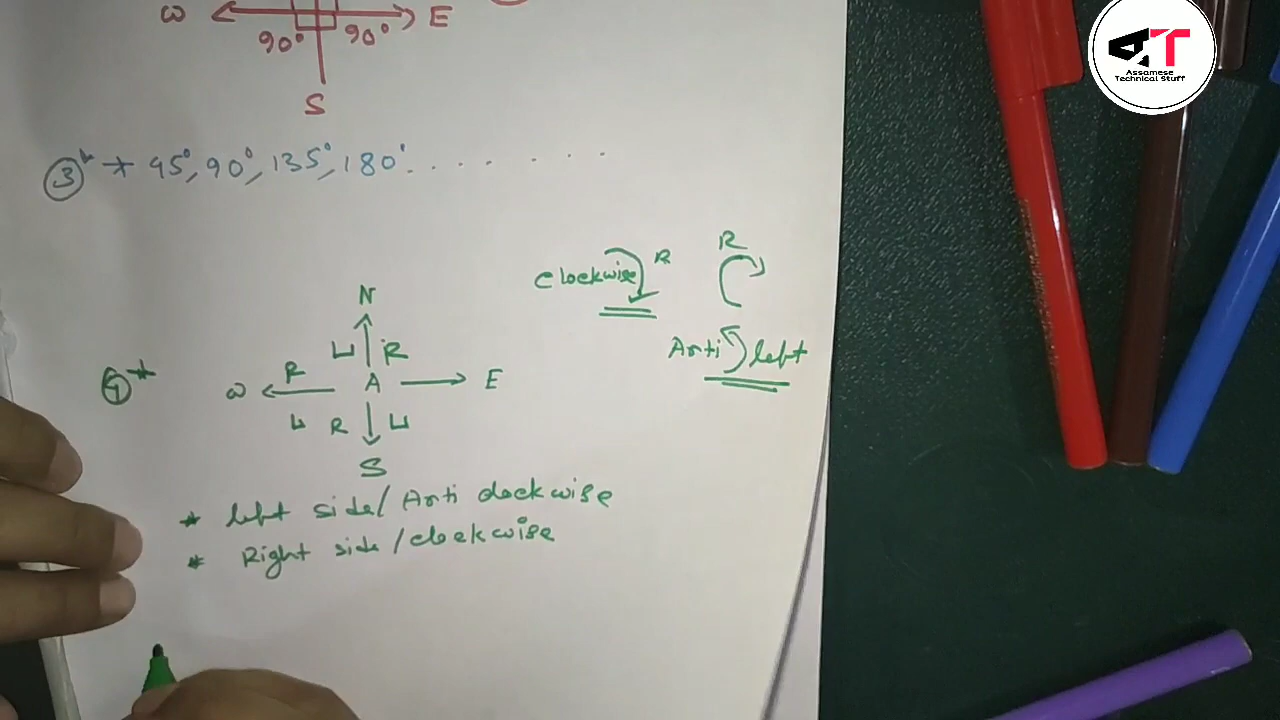 W E
90° 90°
S
③* * 45°, 90°, 135°, 180° . . . . . . .
R
Clockwise R
N
Anti left
L R
④* R
W A E
L R L
S
* left side/Anti clockwise
* Right side/clockwise
AT
Assamese
Technical Stuff